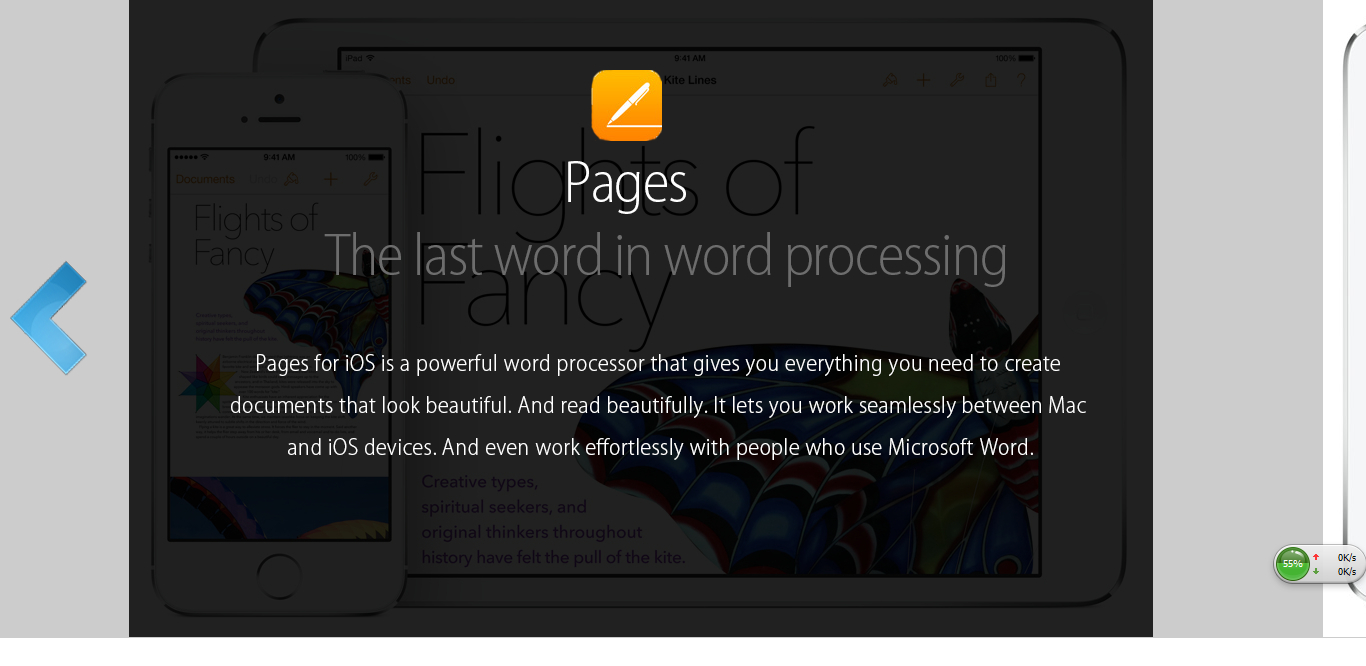 iPad
9:41 AM
100%
Undo
Kite Lines
?
Flights of
Fancy
Pages
The last word in word processing
9:41 AM
100%
Documents
Undo
Flights of
Fancy
Pages for iOS is a powerful word processor that gives you everything you need to create
documents that look beautiful. And read beautifully. It lets you work seamlessly between Mac
and iOS devices. And even work effortlessly with people who use Microsoft Word.
Creative types,
spiritual seekers, and
original thinkers throughout
history have felt the pull of the kite.
55%
0K/s
0K/s